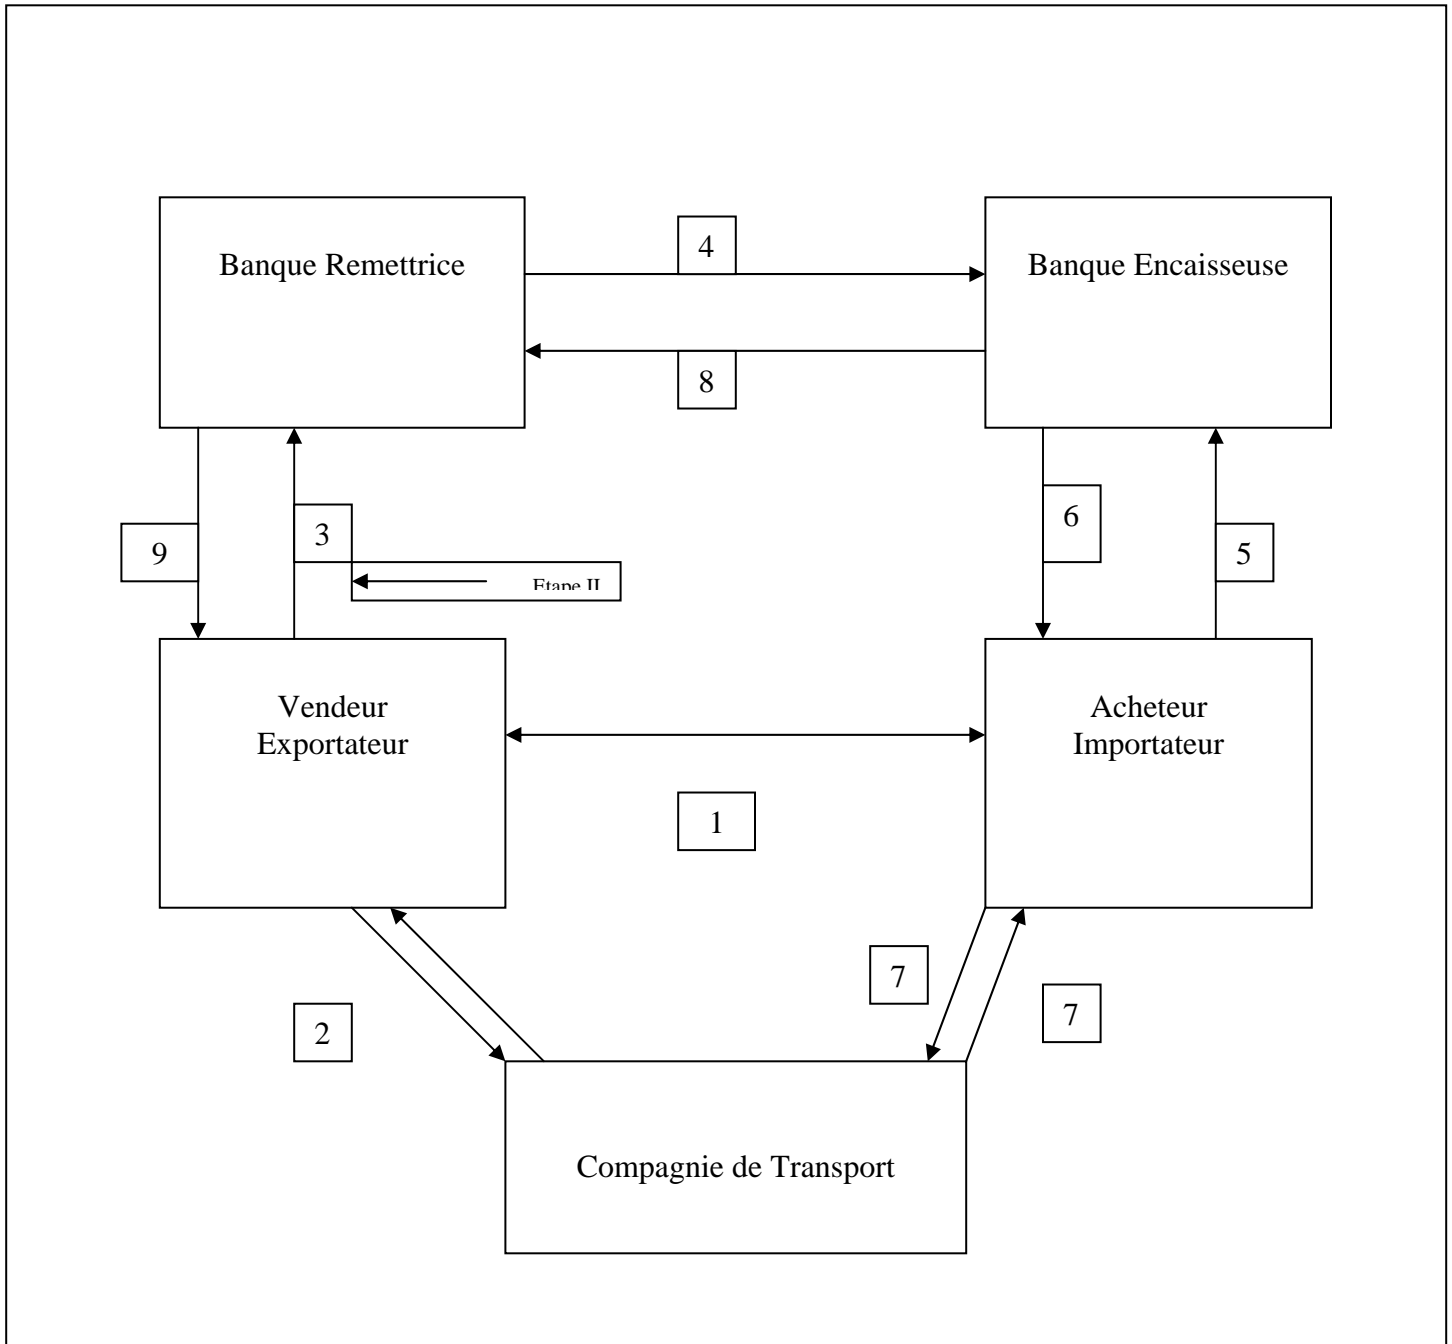 4
Banque Remettrice
Banque Encaisseuse
8
6
3
5
9
Etape II
Vendeur
Exportateur
Acheteur
Importateur
1
7
7
2
Compagnie de Transport